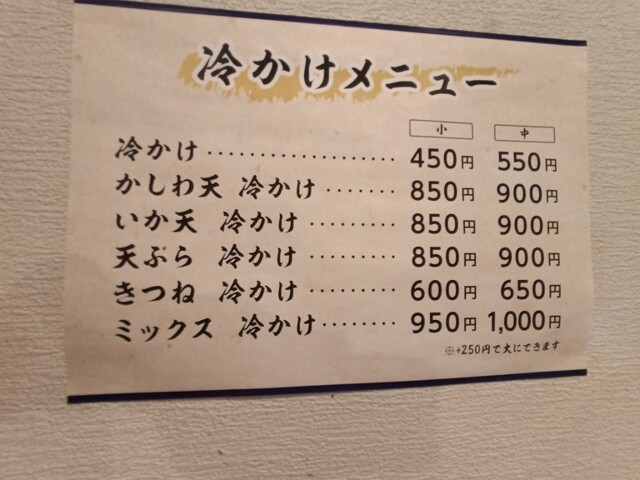 冷かけメニュー
小 中
冷かけ ・・・・・・・・・・・・・・・・・・・ 450円 550円
かしわ天 冷かけ ・・・・・・・ 850円 900円
いか天 冷かけ ・・・・・・・・ 850円 900円
天ぷら 冷かけ ・・・・・・・・ 850円 900円
きつね 冷かけ ・・・・・・・・ 600円 650円
ミックス 冷かけ ・・・・・・・・ 950円 1,000円
※+250円で大にできます